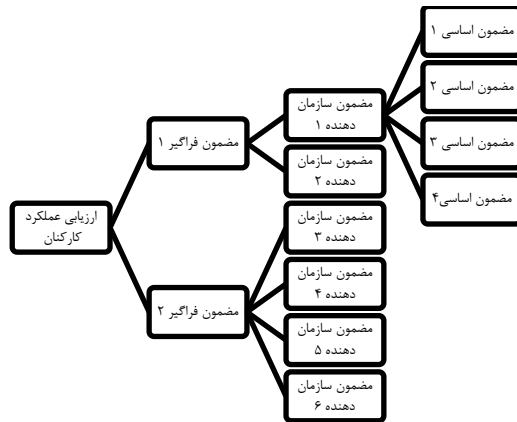 مضمون اساسی ۱
مضمون اساسی ۲
مضمون اساسی ۳
مضمون اساسی۴
مضمون سازمان
دهنده ۱
مضمون سازمان
دهنده ۲
مضمون سازمان
دهنده ۳
مضمون سازمان
دهنده ۴
مضمون سازمان
دهنده ۵
مضمون سازمان
دهنده ۶
مضمون فراگیر ۱
مضمون فراگیر ۲
ارزیابی عملکرد
کارکنان